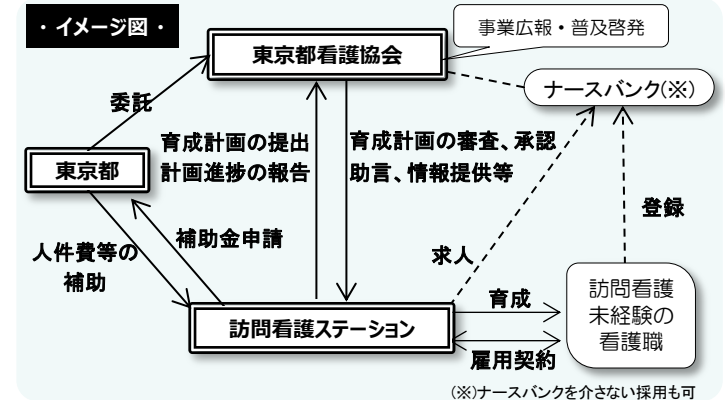 ・イメージ図・
事業広報・普及啓発
東京都看護協会
ナースバンク(※)
委託
育成計画の提出
計画進捗の報告
育成計画の審査、承認
助言、情報提供等
東京都
登録
補助金申請
人件費等の
補助
求人
訪問看護
未経験の
看護職
育成
訪問看護ステーション
雇用契約
(※)ナースバンクを介さない採用も可